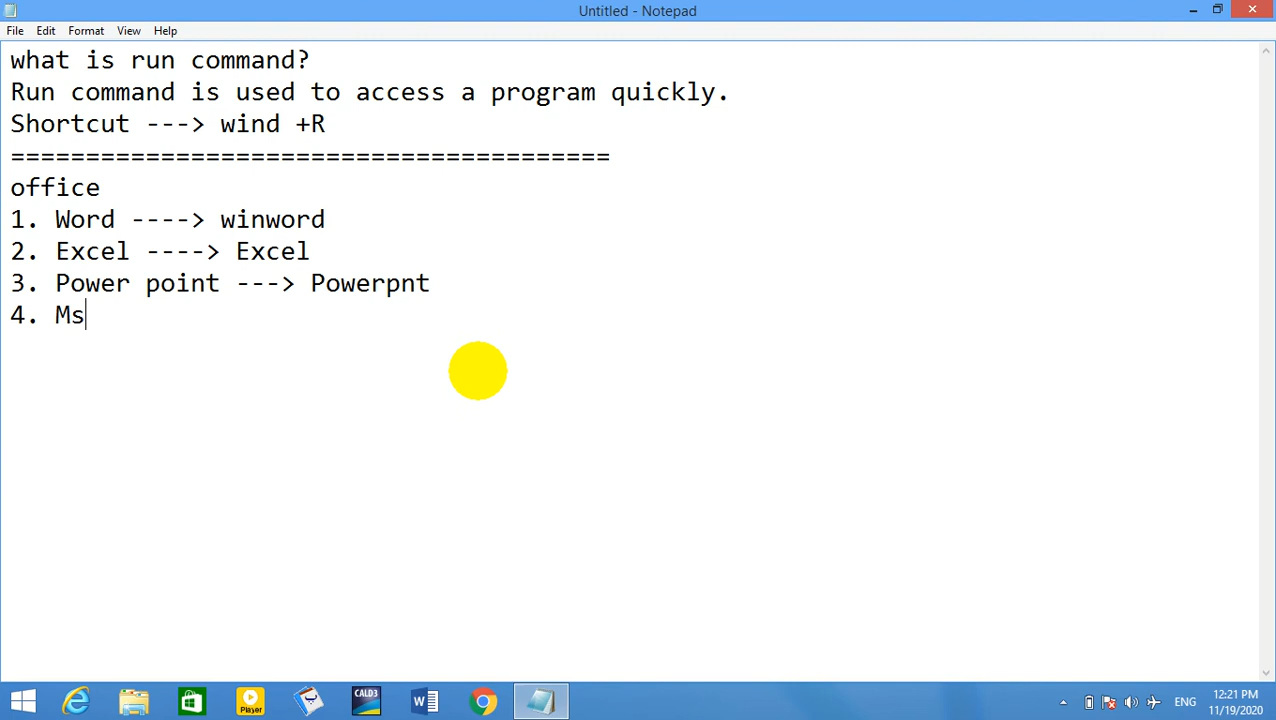 Untitled - Notepad
File Edit Format View Help
what is run command?
Run command is used to access a program quickly.
Shortcut ---> wind +R
========================================
office
1. Word ----> winword
2. Excel ----> Excel
3. Power point ---> Powerpnt
4. Ms
Player
CALD3
W
ENG
12:21 PM
11/19/2020